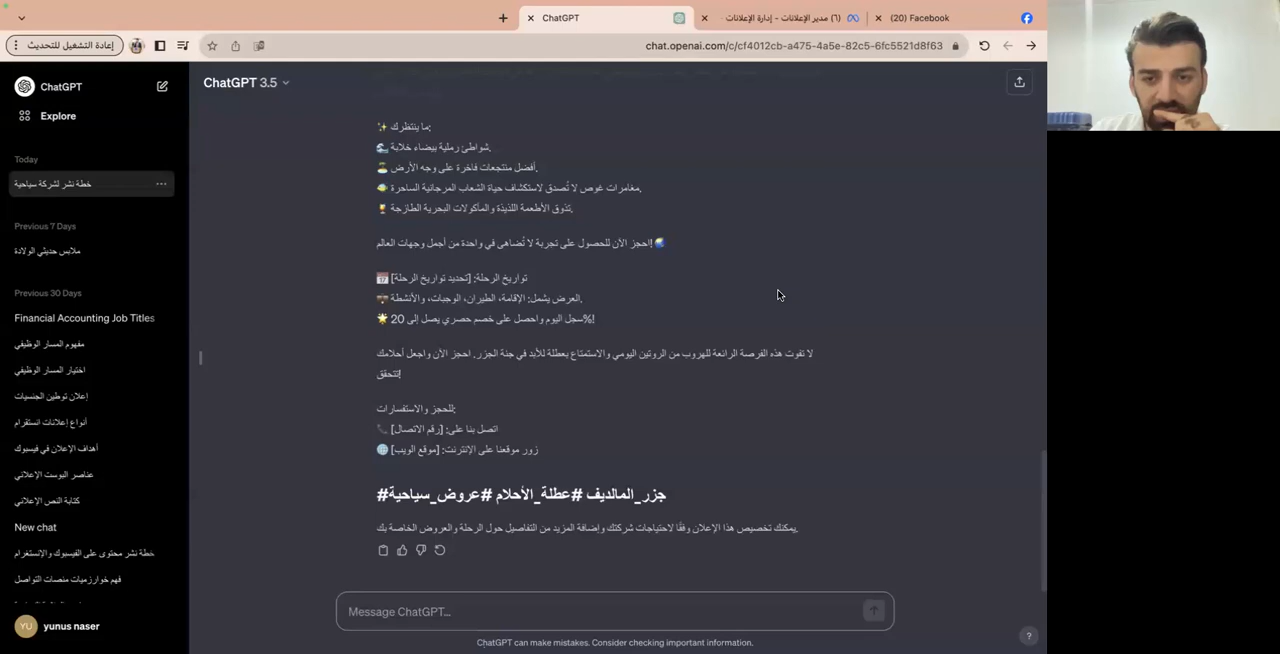 ChatGPT
مدير الإعلانات - إدارة الإعلانات (٦)
(20) Facebook
إعادة التشغيل للتحديث
chat.openai.com/c/cf4012cb-a475-4a5e-82c5-6fc5521d8f63
ChatGPT
Explore
Today
خطة نشر لشركة سياحية
Previous 7 Days
ملابس حديثي الولادة
Previous 30 Days
Financial Accounting Job Titles
مفهوم المسار الوظيفي
اختيار المسار الوظيفي
إعلان توطين الجنسيات
أنواع إعلانات انستقرام
أهداف الإعلان في فيسبوك
عناصر البوست الإعلاني
كتابة النص الإعلاني
New chat
خطة نشر محتوى على الفيسبوك والإنستغرام
فهم خوارزميات منصات التواصل
YU
yunus naser
ChatGPT 3.5
✨ ما ينتظرك:
🌊 شواطئ رملية بيضاء خلابة.
🏝️ أفضل منتجعات فاخرة على وجه الأرض.
🐠 مغامرات غوص لا تُصدق لاستكشاف حياة الشعاب المرجانية الساحرة.
🍹 تذوق الأطعمة اللذيذة والمأكولات البحرية الطازجة.
احجز الآن للحصول على تجربة لا تُضاهى في واحدة من أجمل وجهات العالم! 🌏
📅 تواريخ الرحلة: [تحديد تواريخ الرحلة]
العرض يشمل: الإقامة، الطيران، الوجبات، والأنشطة.
🌟 سجل اليوم واحصل على خصم حصري يصل إلى 20%!
لا تفوت هذه الفرصة الرائعة للهروب من الروتين اليومي والاستمتاع بعطلة للأبد في جنة الجزر. احجز الآن واجعل أحلامك
تتحقق!
للحجز والاستفسارات:
📞 اتصل بنا على: [رقم الاتصال]
🌐 زور موقعنا على الإنترنت: [موقع الويب]
#جزر_المالديف #عطلة_الأحلام #عروض_سياحية
يمكنك تخصيص هذا الإعلان وفقًا لاحتياجات شركتك وإضافة المزيد من التفاصيل حول الرحلة والعروض الخاصة بك.
Message ChatGPT...
ChatGPT can make mistakes. Consider checking important information.
?